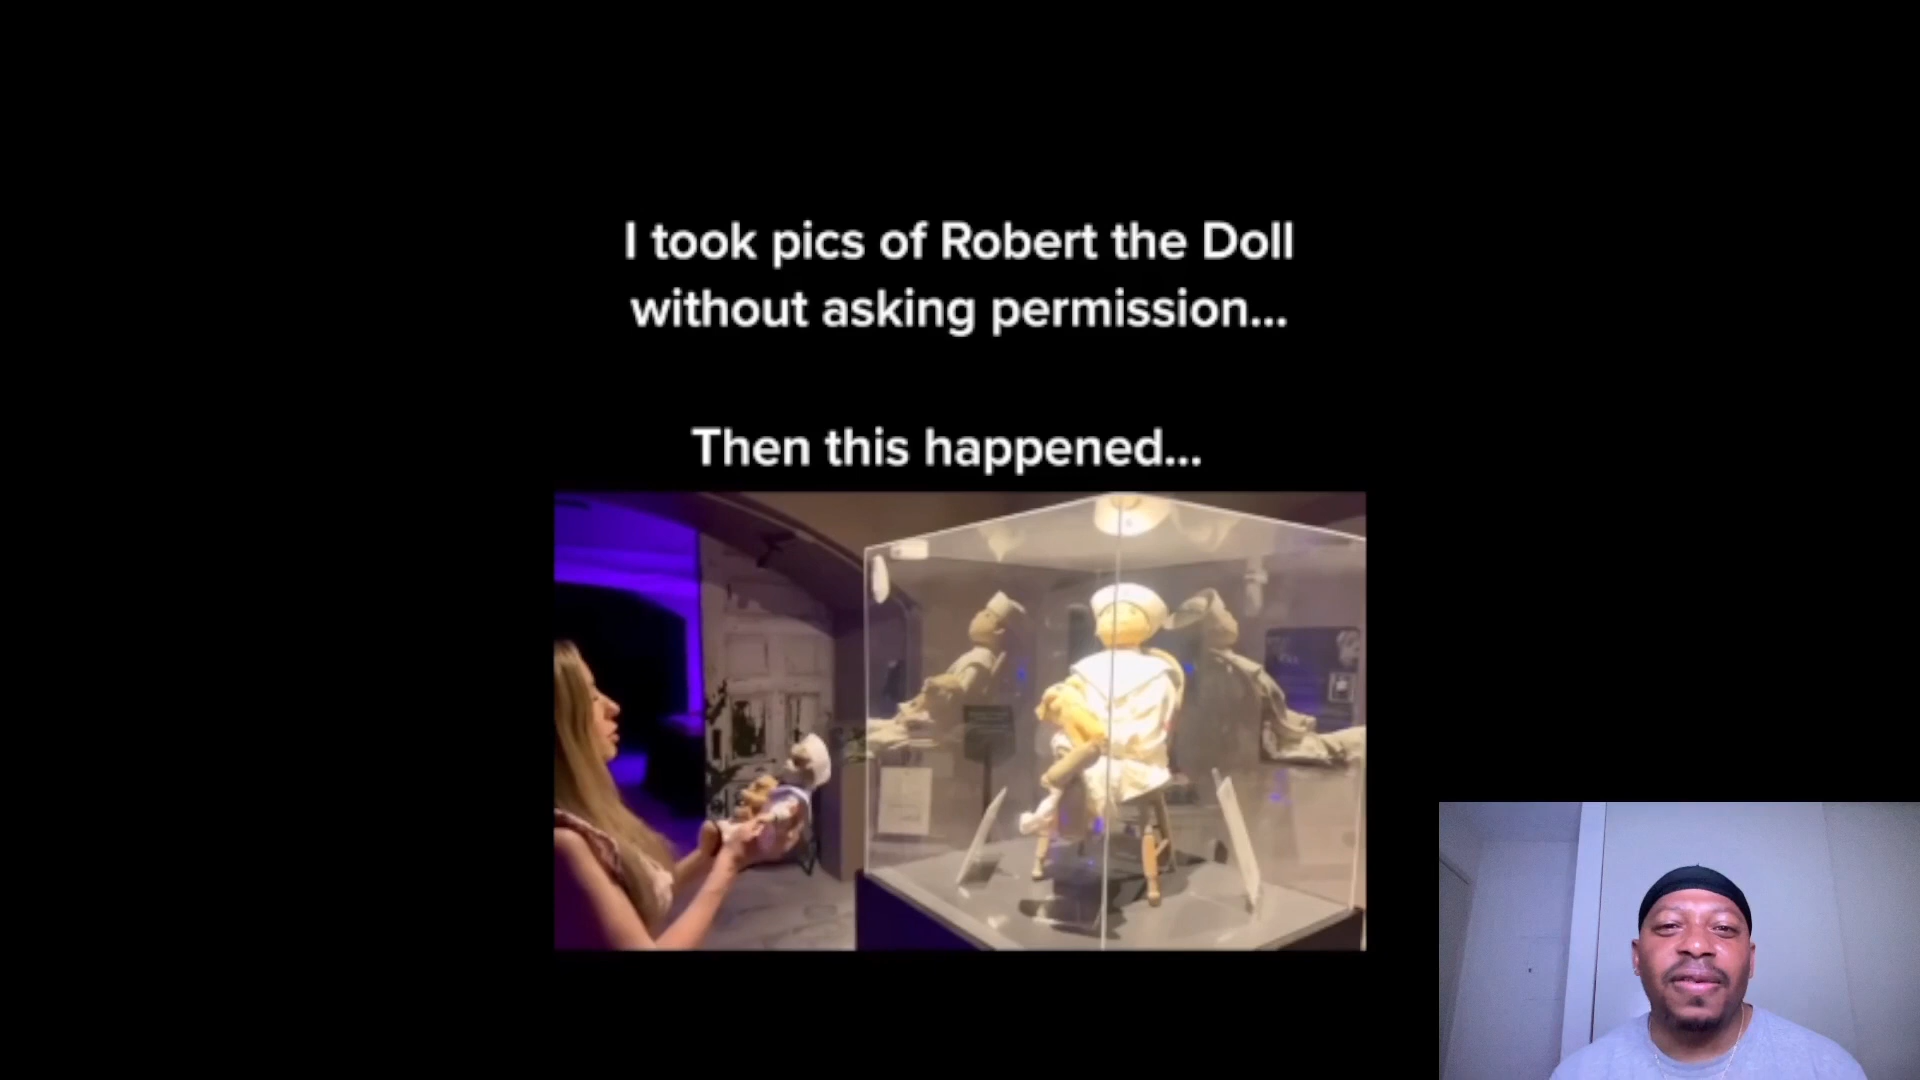 I took pics of Robert the Doll
without asking permission...
Then this happened...